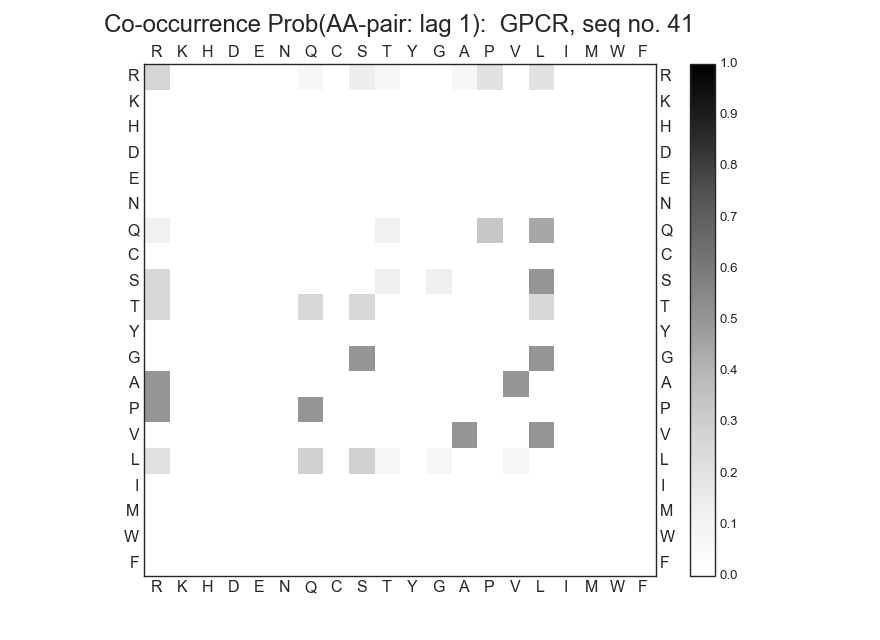 Co-occurrence Prob(AA-pair: lag 1):  GPCR, seq no. 41
R K H D E N Q C S T Y G A P V L I M W F
R R 1.0
K K 0.9
H H
D D 0.8
E E
N N 0.7
Q Q
C C 0.6
S S
T T 0.5
Y Y
G G 0.4
A A
P P 0.3
V V
L L 0.2
I I
M M 0.1
W W
F F 0.0
R K H D E N Q C S T Y G A P V L I M W F